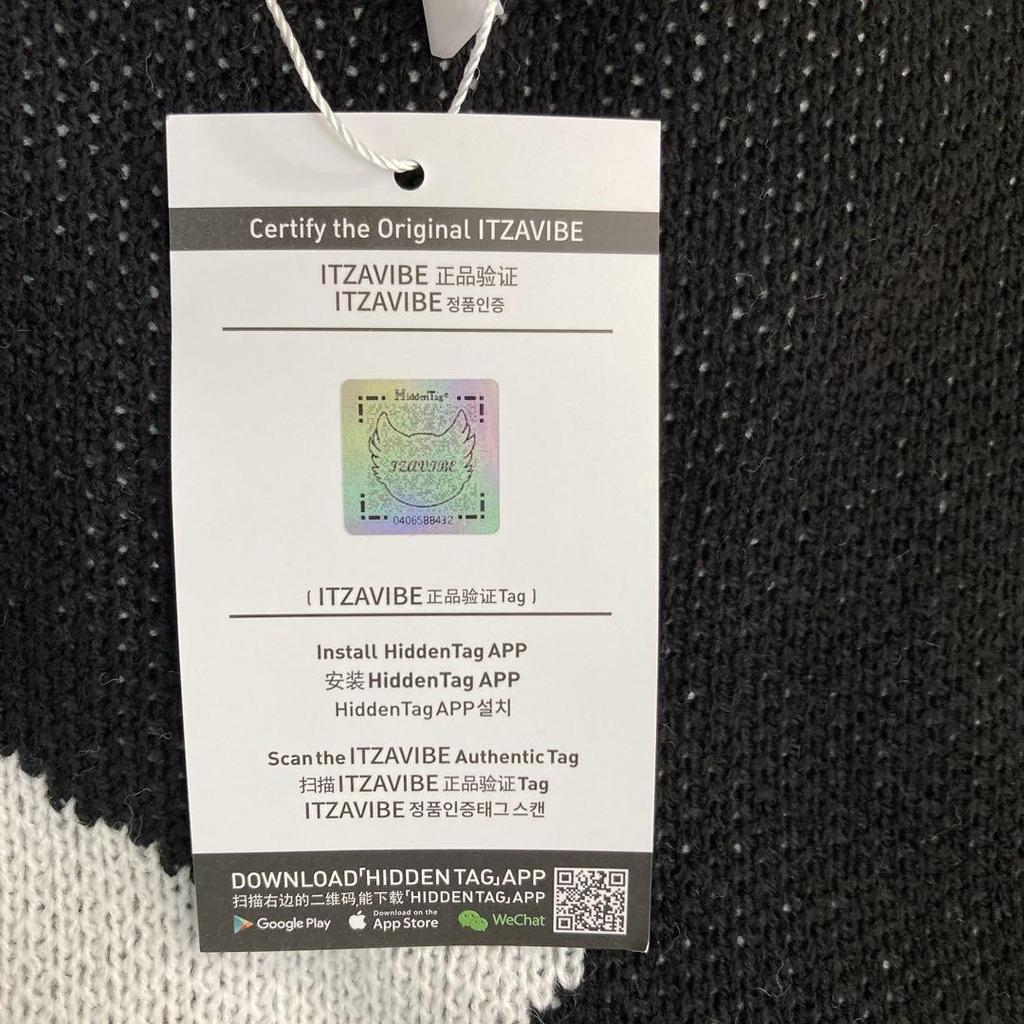 Certify the Original ITZAVIBE
ITZAVIBE 正品验证
ITZAVIBE 정품인증
HiddenTag®
IZAVIBE
0406588432
( ITZAVIBE 正品验证Tag )
Install HiddenTag APP
安装HiddenTag APP
HiddenTag APP설치
Scan the ITZAVIBE Authentic Tag
扫描ITZAVIBE 正品验证Tag
ITZAVIBE 정품인증태그스캔
DOWNLOAD「HIDDEN TAG」APP
扫描右边的二维码,能下载「HIDDENTAG」APP
Google Play
Download on the
App Store
WeChat